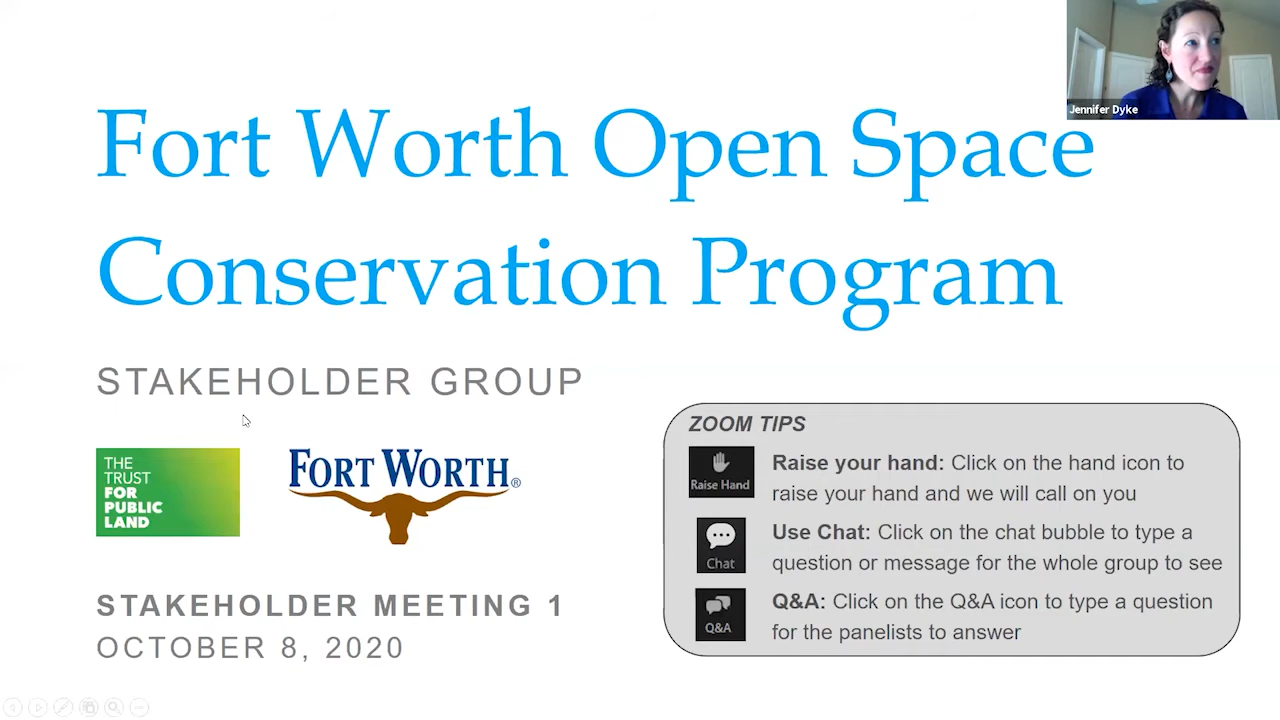 Jennifer Dyke
Fort Worth Open Space
Conservation Program
STAKEHOLDER GROUP
THE
TRUST
FOR
PUBLIC
LAND
FORT WORTH®
STAKEHOLDER MEETING 1
OCTOBER 8, 2020
ZOOM TIPS
Raise Hand
Raise your hand: Click on the hand icon to
raise your hand and we will call on you
Chat
Use Chat: Click on the chat bubble to type a
question or message for the whole group to see
Q&A
Q&A: Click on the Q&A icon to type a question
for the panelists to answer